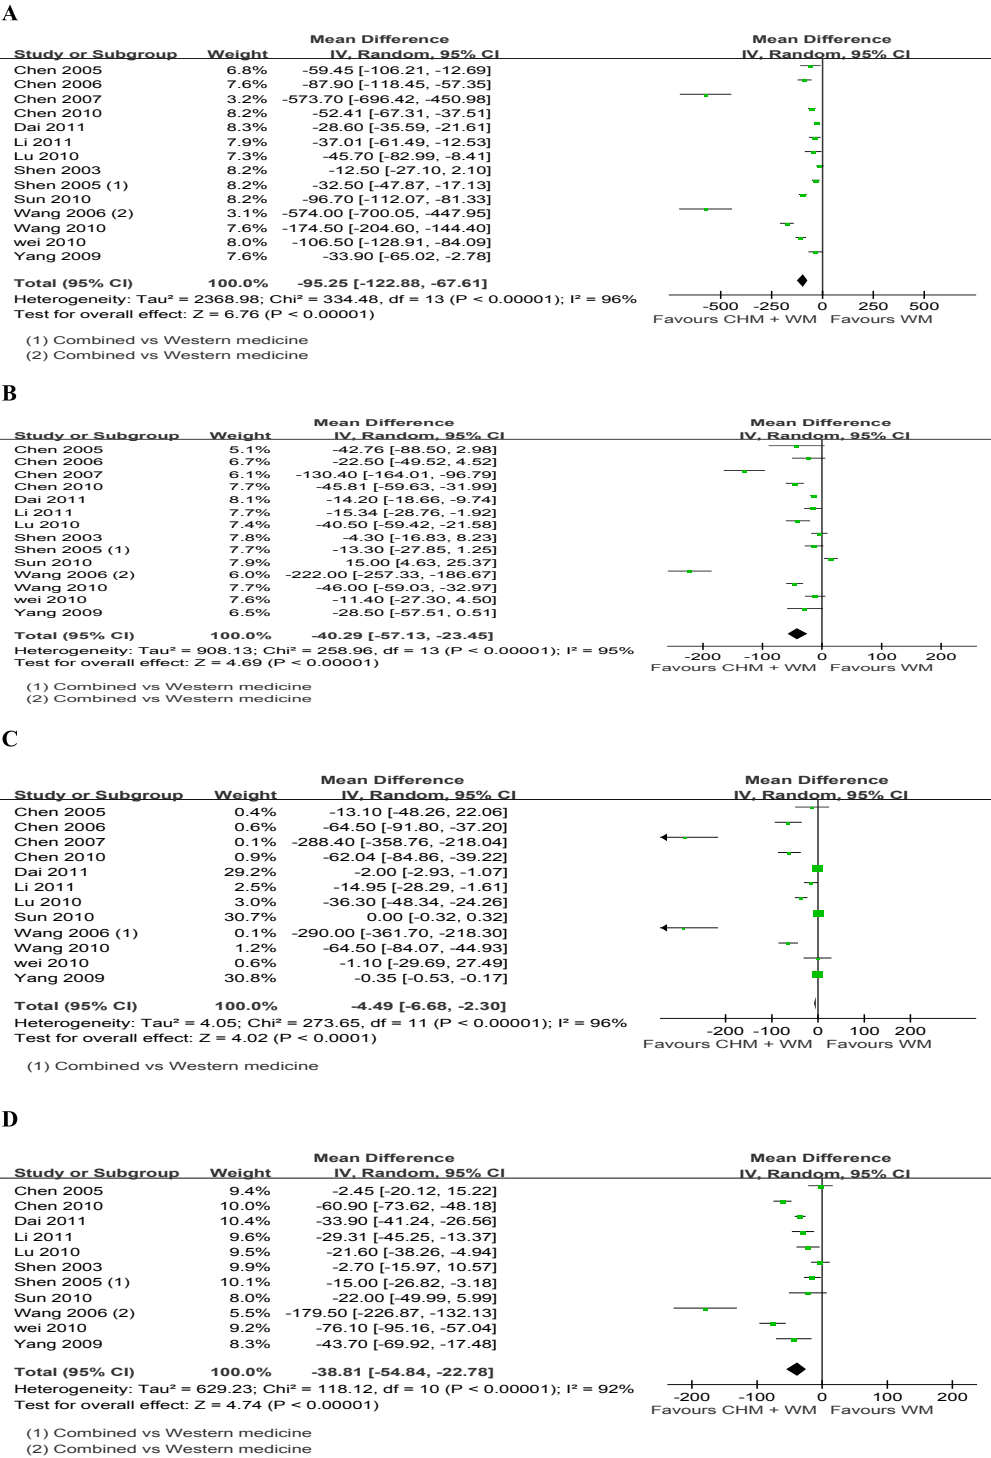 A
Mean Difference Mean Difference
Study or Subgroup Weight IV, Random, 95% CI IV, Random, 95% CI
Chen 2005 6.8% -59.45 [-106.21, -12.69]
Chen 2006 7.6% -87.90 [-118.45, -57.35]
Chen 2007 3.2% -573.70 [-696.42, -450.98]
Chen 2010 8.2% -52.41 [-67.31, -37.51]
Dai 2011 8.3% -28.60 [-35.59, -21.61]
Li 2011 7.9% -37.01 [-61.49, -12.53]
Lu 2010 7.3% -45.70 [-82.99, -8.41]
Shen 2003 8.2% -12.50 [-27.10, 2.10]
Shen 2005 (1) 8.2% -32.50 [-47.87, -17.13]
Sun 2010 8.2% -96.70 [-112.07, -81.33]
Wang 2006 (2) 3.1% -574.00 [-700.05, -447.95]
Wang 2010 7.6% -174.50 [-204.60, -144.40]
wei 2010 8.0% -106.50 [-128.91, -84.09]
Yang 2009 7.6% -33.90 [-65.02, -2.78]
Total (95% CI) 100.0% -95.25 [-122.88, -67.61]
Heterogeneity: Tau² = 2368.98; Chi² = 334.48, df = 13 (P < 0.00001); I² = 96%
Test for overall effect: Z = 6.76 (P < 0.00001)
-500 -250 0 250 500
Favours CHM + WM Favours WM
(1) Combined vs Western medicine
(2) Combined vs Western medicine
B
Mean Difference Mean Difference
Study or Subgroup Weight IV, Random, 95% CI IV, Random, 95% CI
Chen 2005 5.1% -42.76 [-88.50, 2.98]
Chen 2006 6.7% -22.50 [-49.52, 4.52]
Chen 2007 6.1% -130.40 [-164.01, -96.79]
Chen 2010 7.7% -45.81 [-59.63, -31.99]
Dai 2011 8.1% -14.20 [-18.66, -9.74]
Li 2011 7.7% -15.34 [-28.76, -1.92]
Lu 2010 7.4% -40.50 [-59.42, -21.58]
Shen 2003 7.8% -4.30 [-16.83, 8.23]
Shen 2005 (1) 7.7% -13.30 [-27.85, 1.25]
Sun 2010 7.9% 15.00 [4.63, 25.37]
Wang 2006 (2) 6.0% -222.00 [-257.33, -186.67]
Wang 2010 7.7% -46.00 [-59.03, -32.97]
wei 2010 7.6% -11.40 [-27.30, 4.50]
Yang 2009 6.5% -28.50 [-57.51, 0.51]
Total (95% CI) 100.0% -40.29 [-57.13, -23.45]
Heterogeneity: Tau² = 908.13; Chi² = 258.96, df = 13 (P < 0.00001); I² = 95%
Test for overall effect: Z = 4.69 (P < 0.00001)
-200 -100 0 100 200
Favours CHM + WM Favours WM
(1) Combined vs Western medicine
(2) Combined vs Western medicine
C
Mean Difference Mean Difference
Study or Subgroup Weight IV, Random, 95% CI IV, Random, 95% CI
Chen 2005 0.4% -13.10 [-48.26, 22.06]
Chen 2006 0.6% -64.50 [-91.80, -37.20]
Chen 2007 0.1% -288.40 [-358.76, -218.04]
Chen 2010 0.9% -62.04 [-84.86, -39.22]
Dai 2011 29.2% -2.00 [-2.93, -1.07]
Li 2011 2.5% -14.95 [-28.29, -1.61]
Lu 2010 3.0% -36.30 [-48.34, -24.26]
Sun 2010 30.7% 0.00 [-0.32, 0.32]
Wang 2006 (1) 0.1% -290.00 [-361.70, -218.30]
Wang 2010 1.2% -64.50 [-84.07, -44.93]
wei 2010 0.6% -1.10 [-29.69, 27.49]
Yang 2009 30.8% -0.35 [-0.53, -0.17]
Total (95% CI) 100.0% -4.49 [-6.68, -2.30]
Heterogeneity: Tau² = 4.05; Chi² = 273.65, df = 11 (P < 0.00001); I² = 96%
Test for overall effect: Z = 4.02 (P < 0.0001)
-200 -100 0 100 200
Favours CHM + WM Favours WM
(1) Combined vs Western medicine
D
Mean Difference Mean Difference
Study or Subgroup Weight IV, Random, 95% CI IV, Random, 95% CI
Chen 2005 9.4% -2.45 [-20.12, 15.22]
Chen 2010 10.0% -60.90 [-73.62, -48.18]
Dai 2011 10.4% -33.90 [-41.24, -26.56]
Li 2011 9.6% -29.31 [-45.25, -13.37]
Lu 2010 9.5% -21.60 [-38.26, -4.94]
Shen 2003 9.9% -2.70 [-15.97, 10.57]
Shen 2005 (1) 10.1% -15.00 [-26.82, -3.18]
Sun 2010 8.0% -22.00 [-49.99, 5.99]
Wang 2006 (2) 5.5% -179.50 [-226.87, -132.13]
wei 2010 9.2% -76.10 [-95.16, -57.04]
Yang 2009 8.3% -43.70 [-69.92, -17.48]
Total (95% CI) 100.0% -38.81 [-54.84, -22.78]
Heterogeneity: Tau² = 629.23; Chi² = 118.12, df = 10 (P < 0.00001); I² = 92%
Test for overall effect: Z = 4.74 (P < 0.00001)
-200 -100 0 100 200
Favours CHM + WM Favours WM
(1) Combined vs Western medicine
(2) Combined vs Western medicine